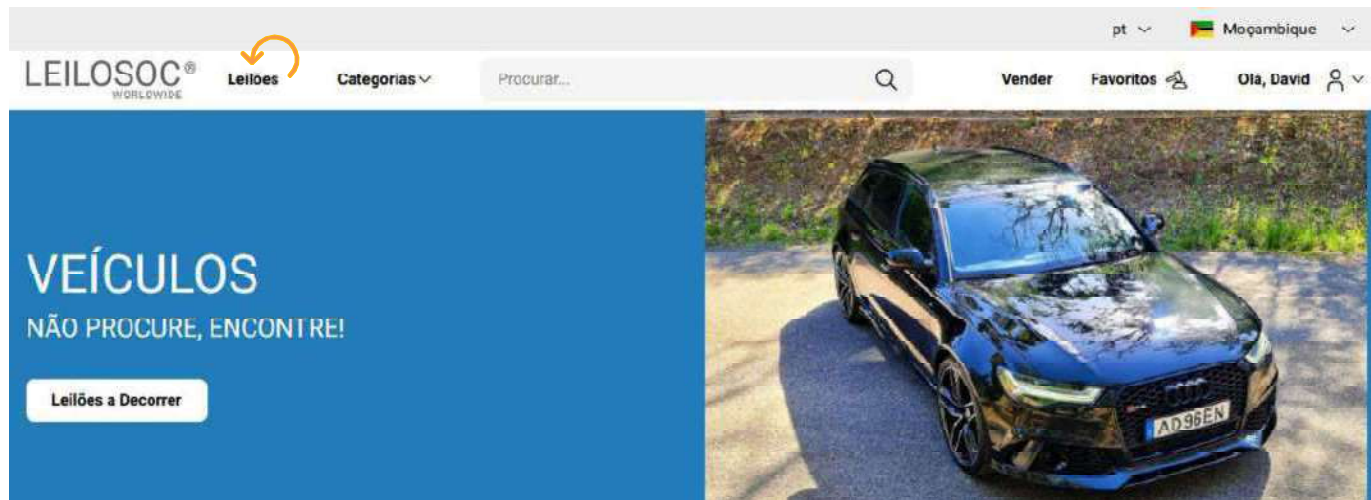 pt Moçambique
LEILOSOC® Leilões Categorias Procurar... Vender Favoritos Olá, David
WORLDWIDE
VEÍCULOS
NÃO PROCURE, ENCONTRE!
Leilões a Decorrer
AD96EN